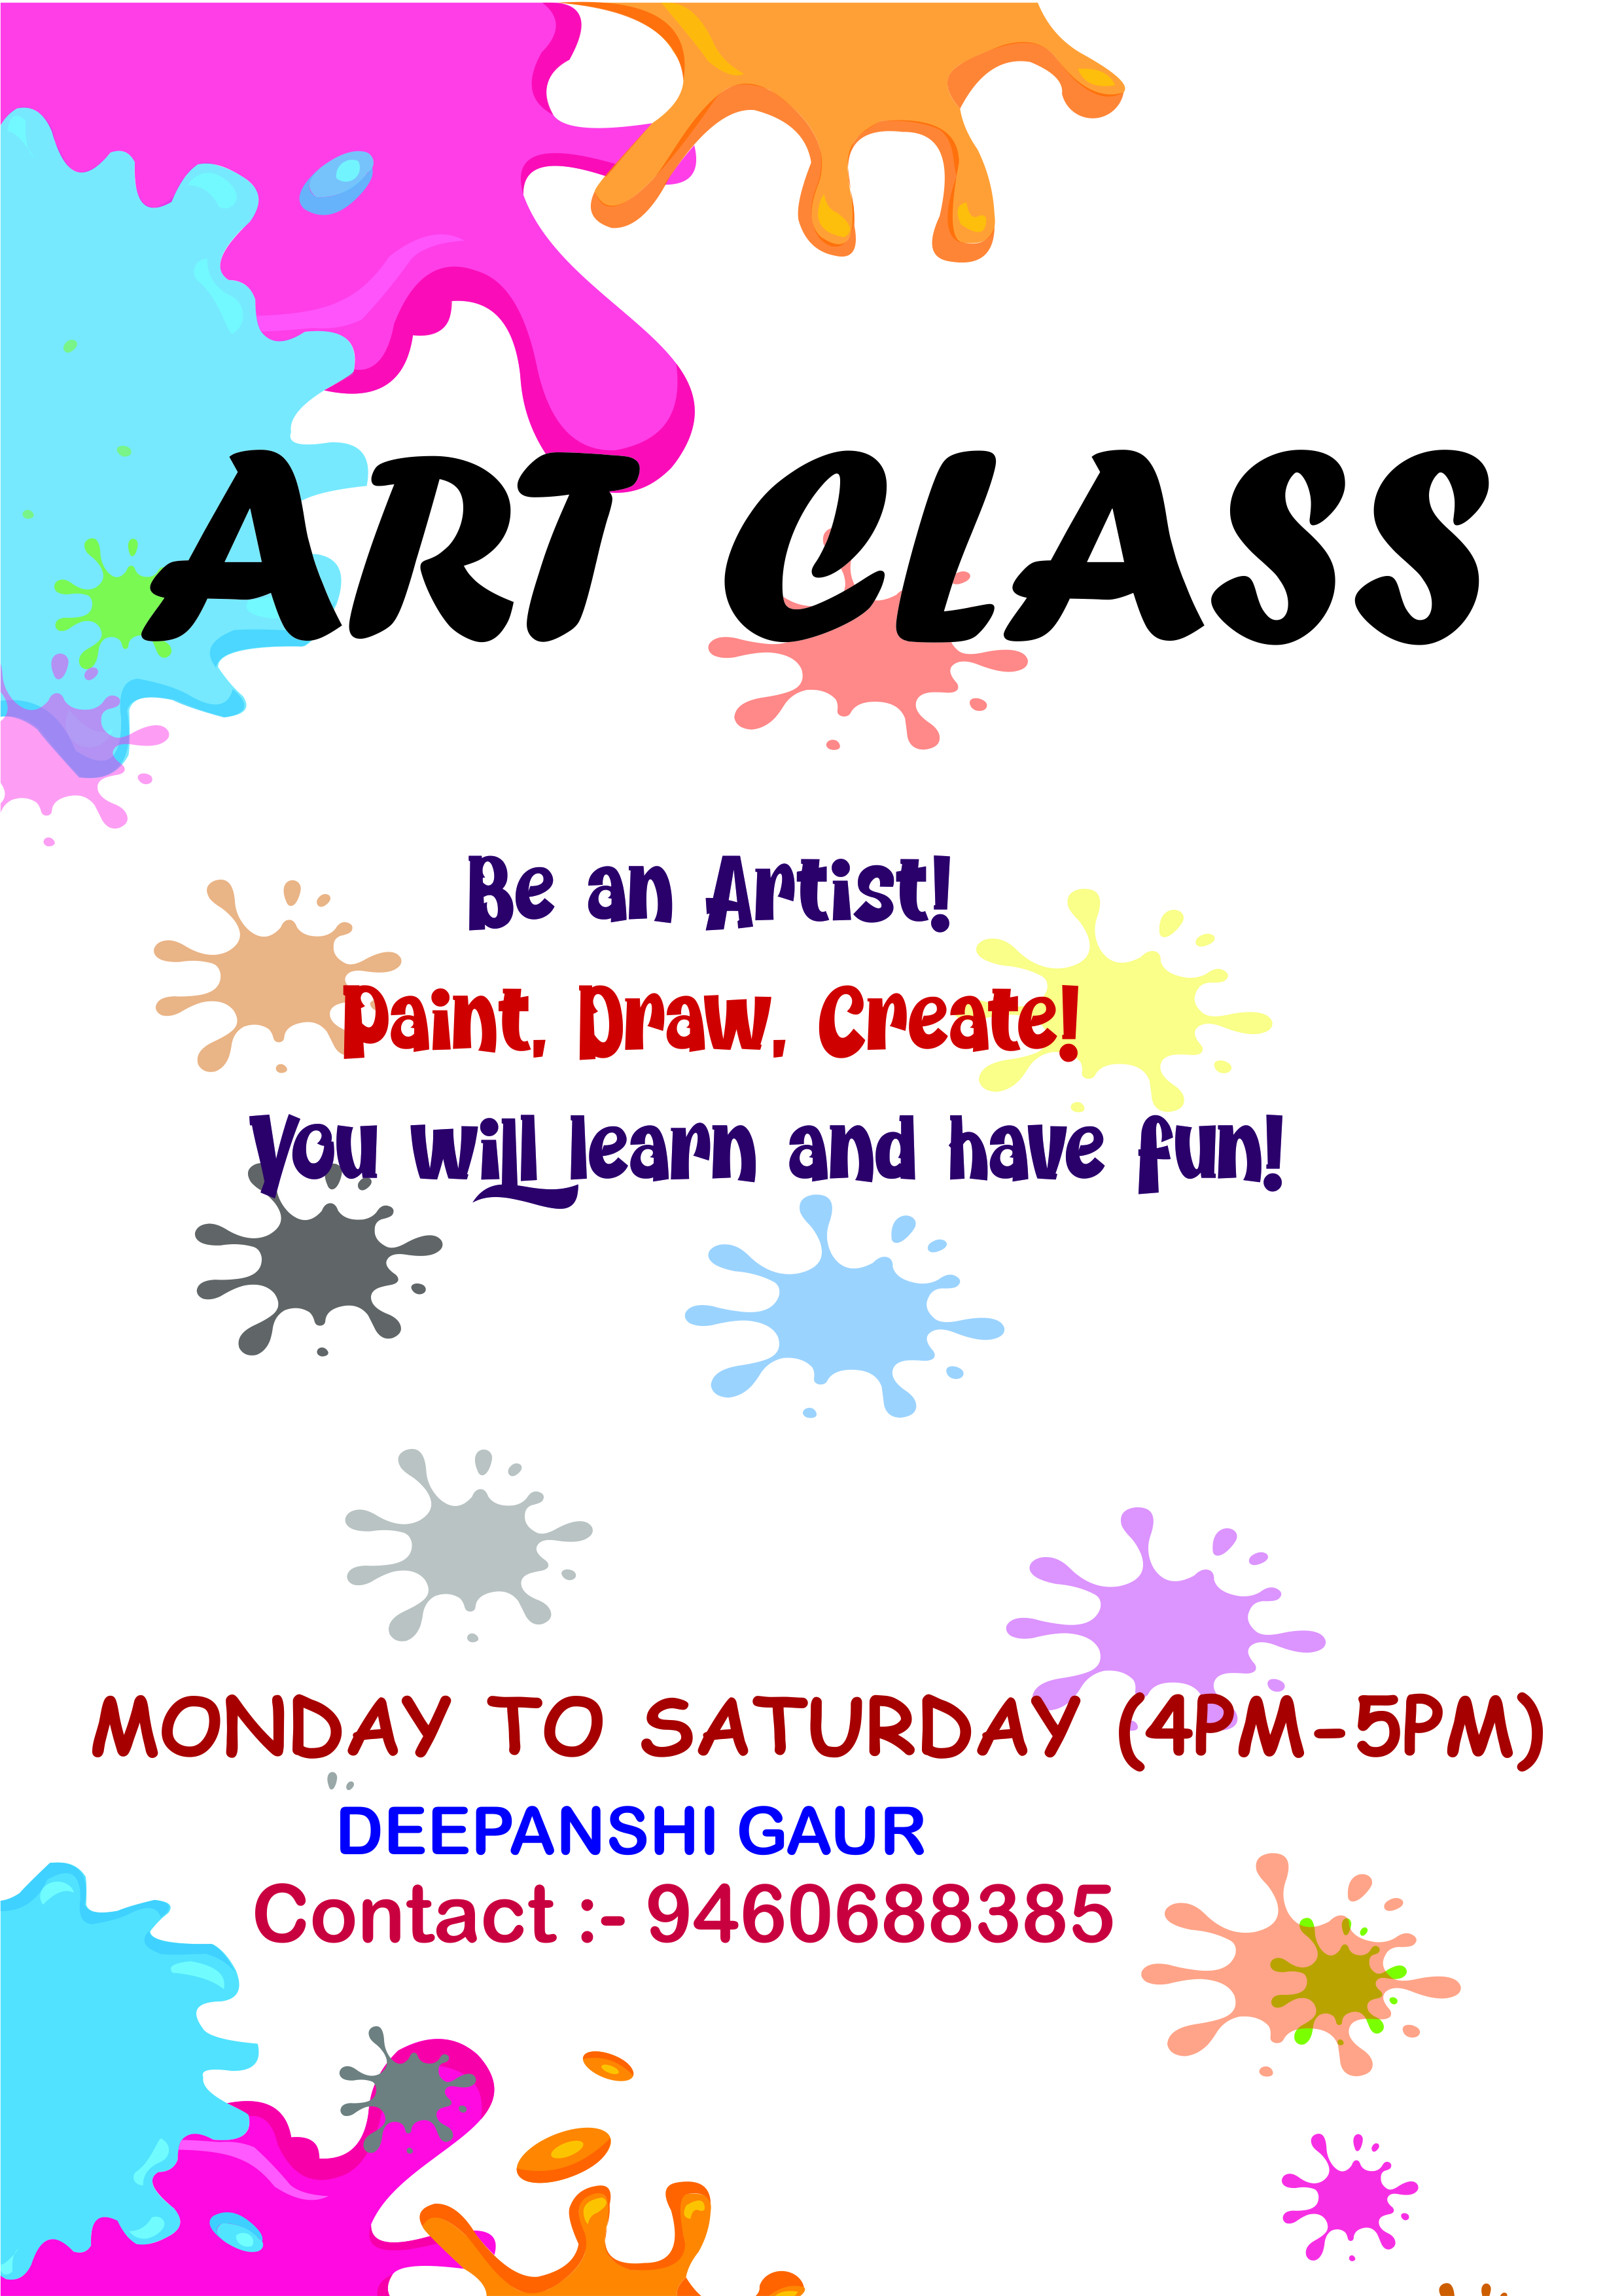 ART CLASS
Be an Artist!
Paint, Draw, Create!
You will learn and have fun!
MONDAY TO SATURDAY (4PM-5PM)
DEEPANSHI GAUR
Contact :- 9460688385